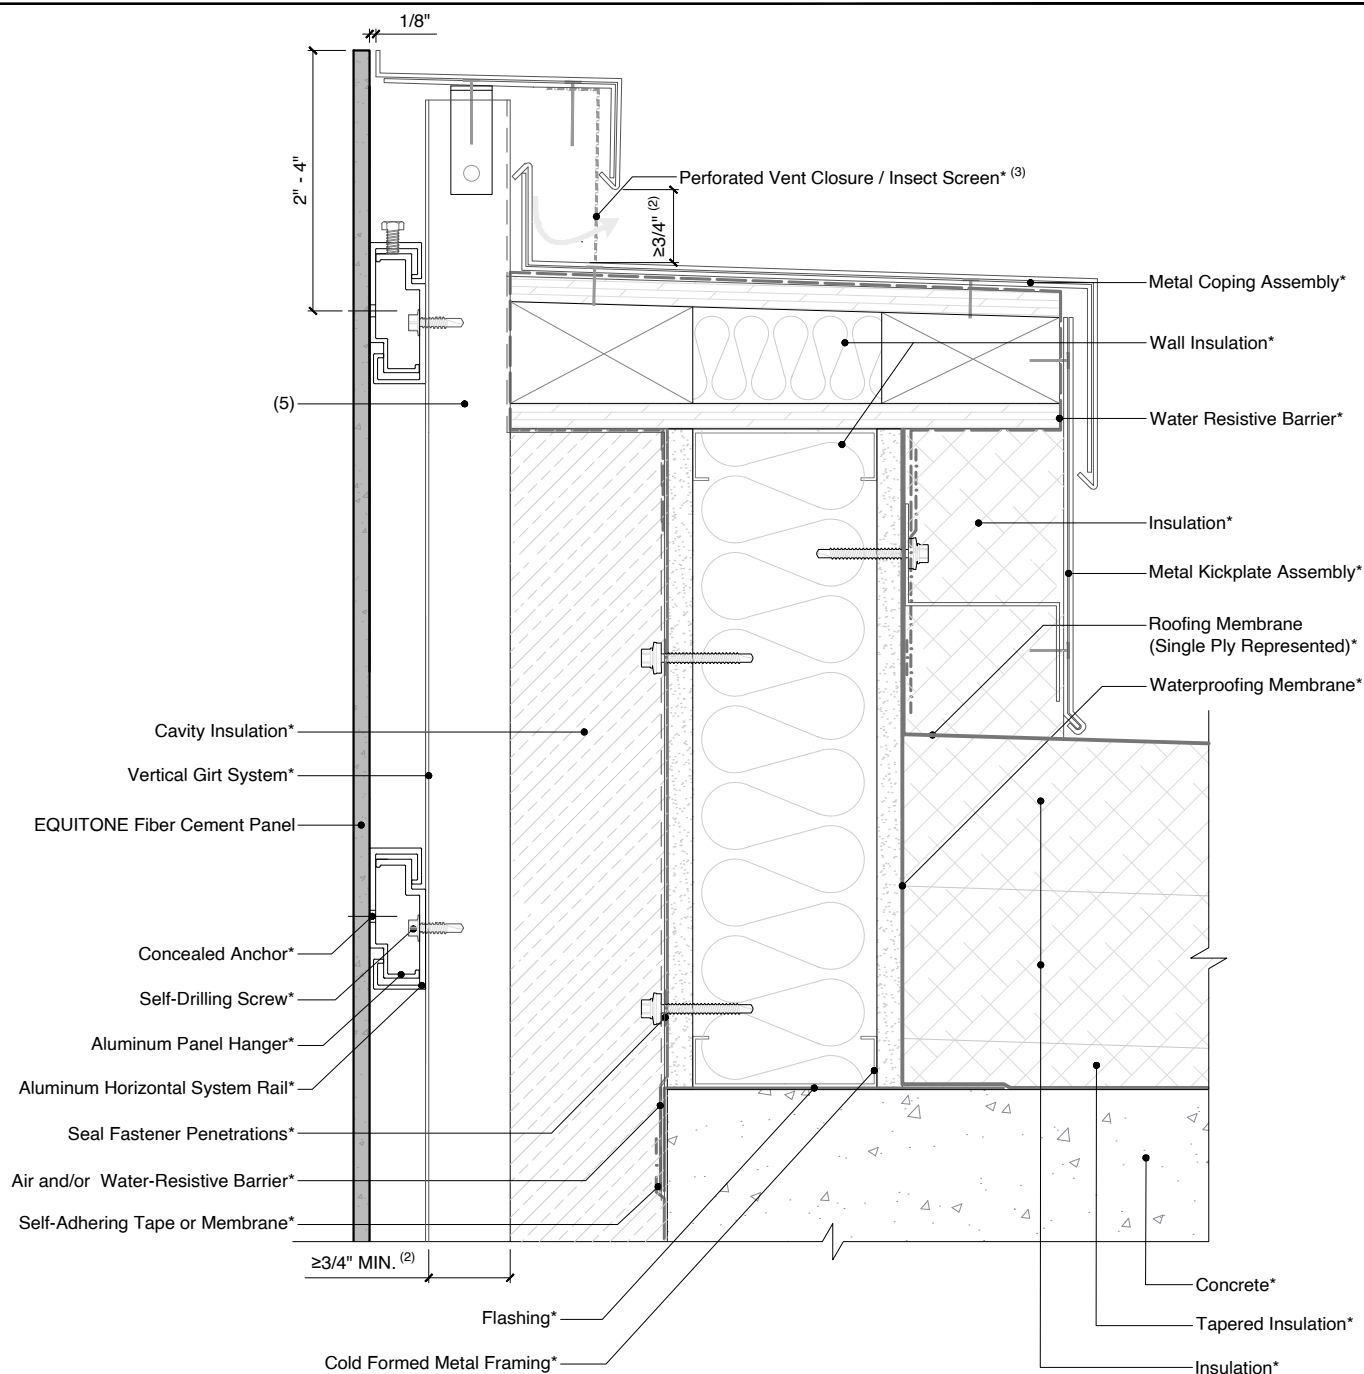 1/8"
2" - 4"
Perforated Vent Closure / Insect Screen* (3)
≥3/4" (2)
Metal Coping Assembly*
Wall Insulation*
(5)
Water Resistive Barrier*
Insulation*
Metal Kickplate Assembly*
Roofing Membrane
(Single Ply Represented)*
Waterproofing Membrane*
Cavity Insulation*
Vertical Girt System*
EQUITONE Fiber Cement Panel
Concealed Anchor*
Self-Drilling Screw*
Aluminum Panel Hanger*
Aluminum Horizontal System Rail*
Seal Fastener Penetrations*
Air and/or Water-Resistive Barrier*
Self-Adhering Tape or Membrane*
≥3/4" MIN. (2)
Flashing*
Cold Formed Metal Framing*
Concrete*
Tapered Insulation*
Insulation*